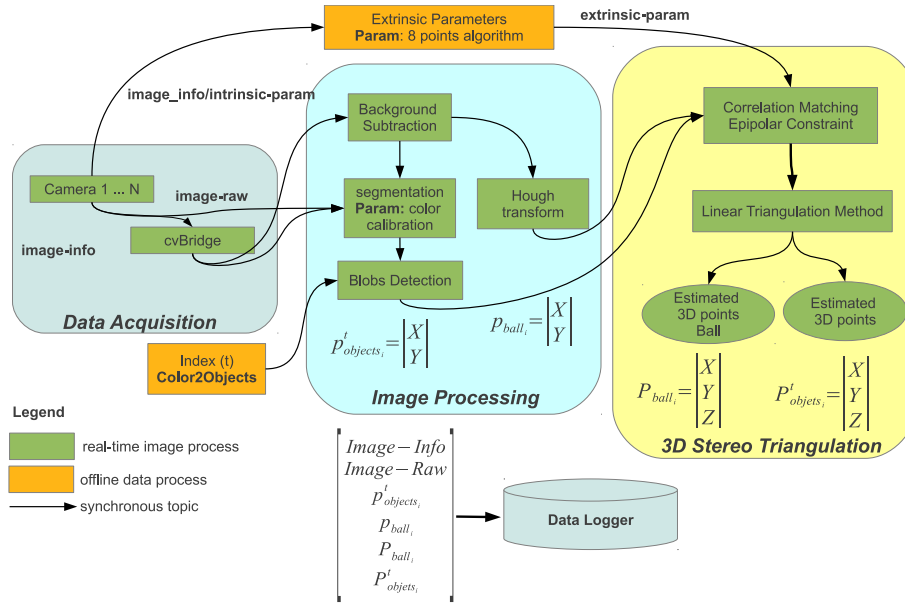 Extrinsic Parameters
Param: 8 points algorithm
extrinsic-param
image_info/intrinsic-param
Background
Subtraction
Correlation Matching
Epipolar Constraint
Camera 1 ... N
image-raw
segmentation
Param: color
calibration
Hough
transform
Linear Triangulation Method
image-info
cvBridge
Blobs Detection
Data Acquisition
Estimated
3D points
Ball
Estimated
3D points
p^t_{objects_i} = |X Y|
p_{ball_i} = |X Y|
Index (t)
Color2Objects
Image Processing
P_{ball_i} = |X Y Z|
P^t_{objets_i} = |X Y Z|
3D Stereo Triangulation
Legend
real-time image process
offline data process
synchronous topic
Image-Info
Image-Raw
p^t_{objects_i}
p_{ball_i}
P_{ball_i}
P^t_{objets_i}
Data Logger